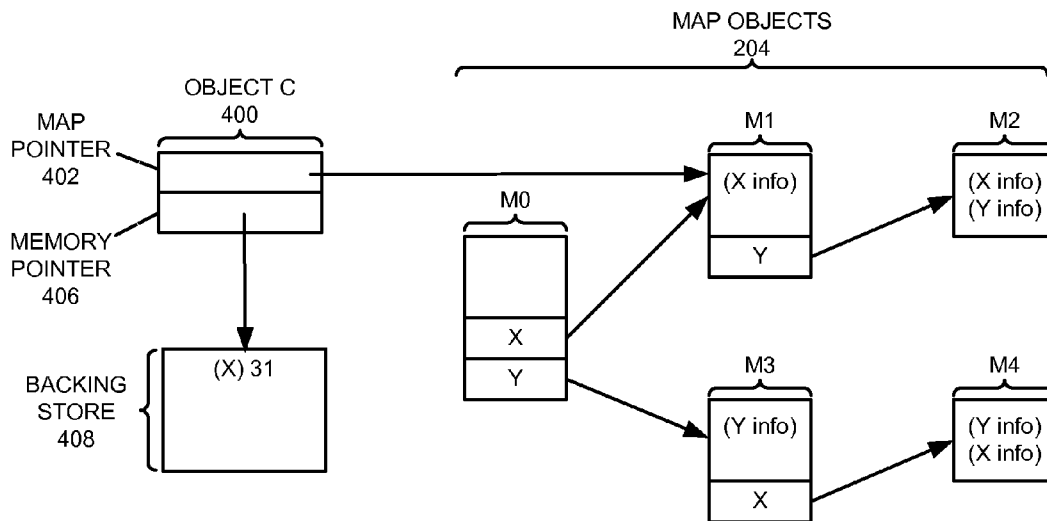 MAP OBJECTS
204
OBJECT C
400
MAP
POINTER
402
M1
M2
(X info)
(X info)
(Y info)
M0
MEMORY
POINTER
406
Y
X
Y
(X) 31
BACKING
STORE
408
M3
M4
(Y info)
(Y info)
(X info)
X